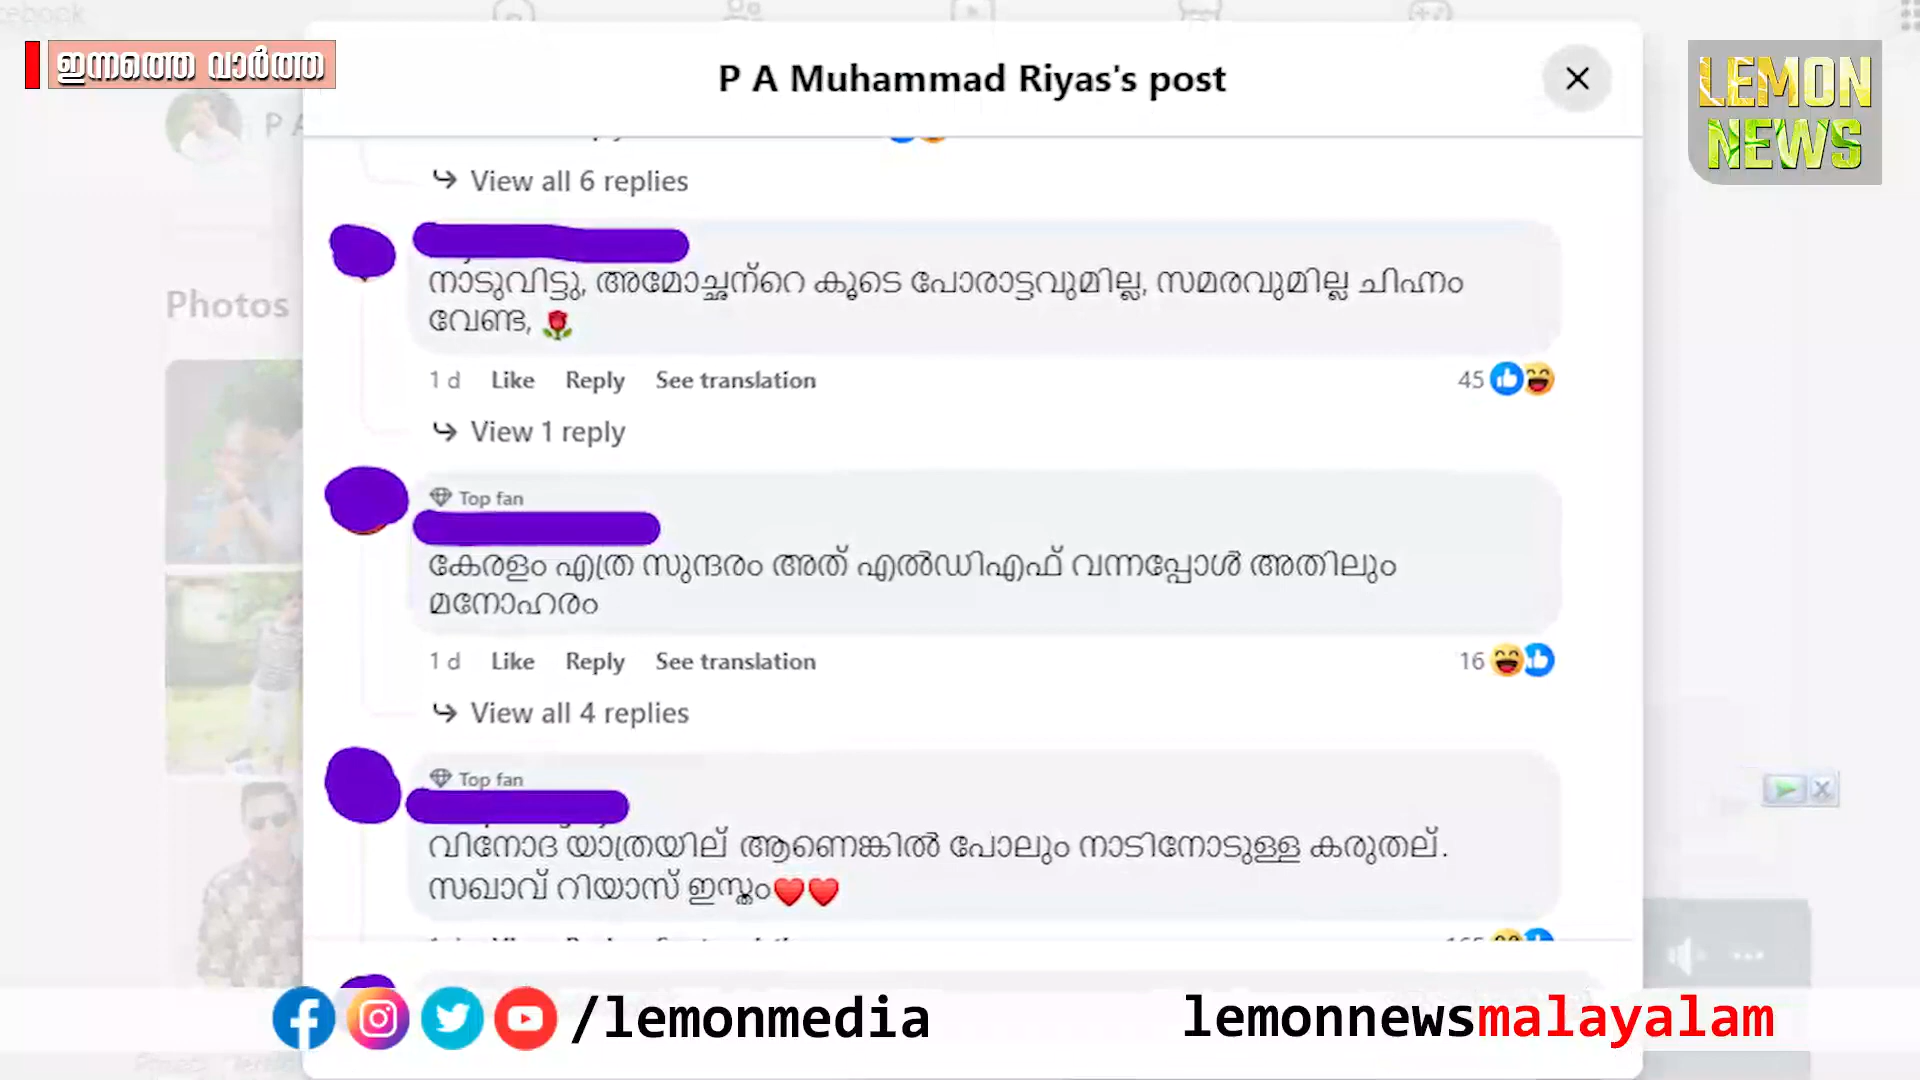 ഇന്നത്തെ വാർത്ത
P A Muhammad Riyas's post
LEMON
NEWS
P A
View all 6 replies
Photos
നാടുവിട്ടു, അമോച്ഛന്റെ കൂടെ പോരാട്ടവുമില്ല, സമരവുമില്ല ചിഹ്നം
വേണ്ട, 🌹
1 d Like Reply See translation 45
View 1 reply
Top fan
കേരളം എത്ര സുന്ദരം അത് എൽഡിഎഫ് വന്നപ്പോൾ അതിലും
മനോഹരം
1 d Like Reply See translation 16
View all 4 replies
Top fan
വിനോദ യാത്രയില് ആണെങ്കിൽ പോലും നാടിനോടുള്ള കരുതല്.
സഖാവ് റിയാസ് ഇസ്തം❤️❤️
/lemonmedia
lemonnewsmalayalam